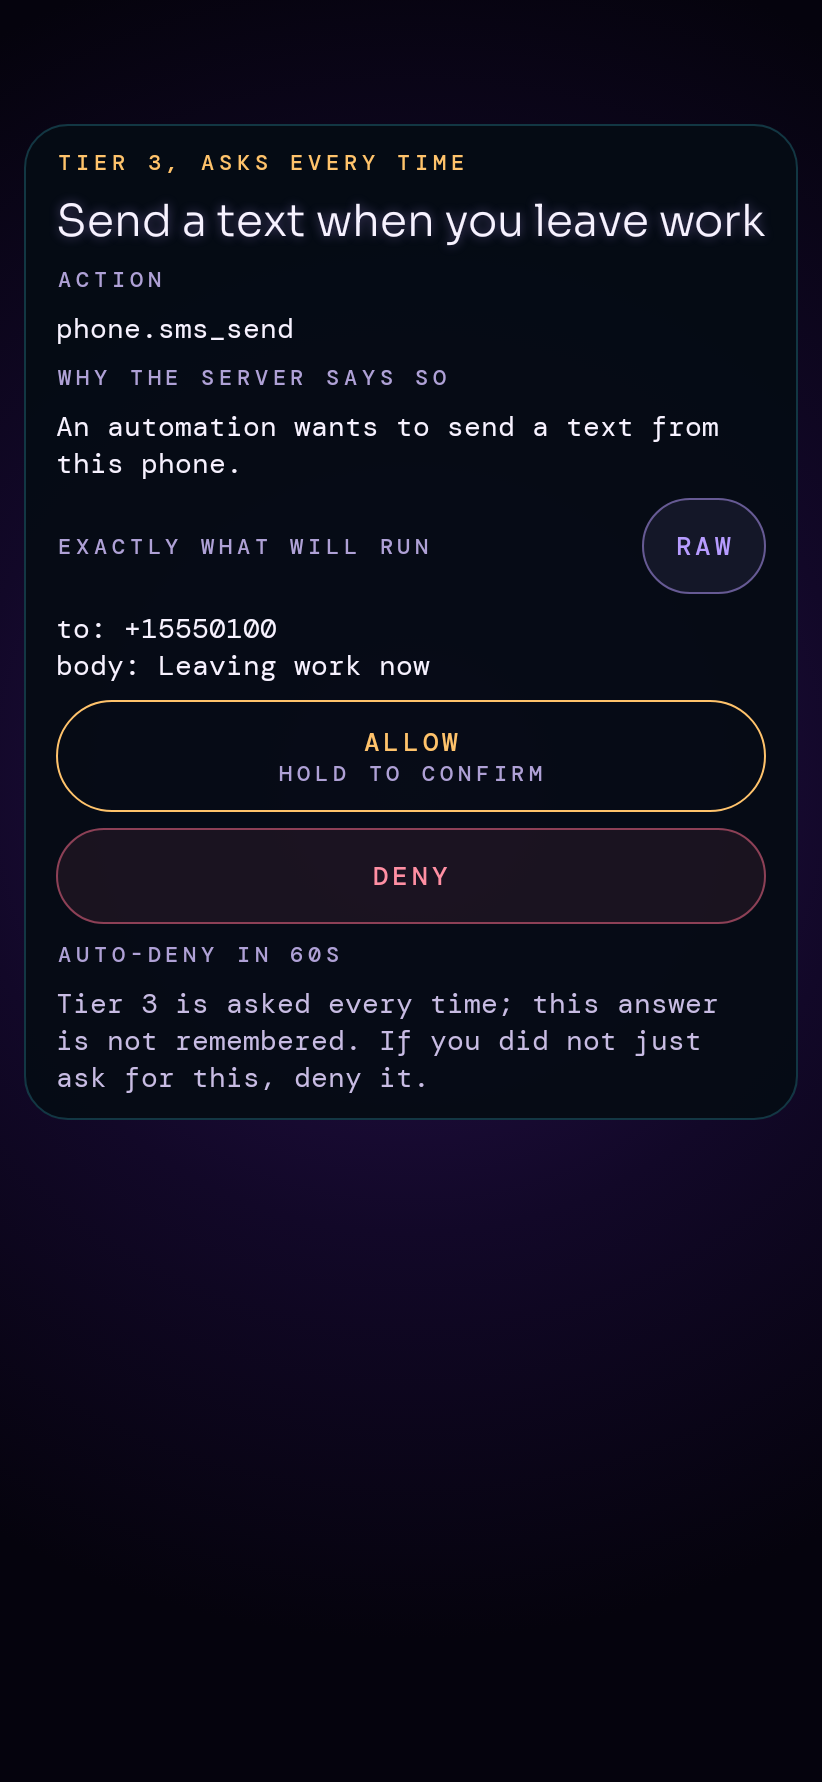 TIER 3, ASKS EVERY TIME
Send a text when you leave work
ACTION
phone.sms_send
WHY THE SERVER SAYS SO
An automation wants to send a text from
this phone.
EXACTLY WHAT WILL RUN
RAW
to: +15550100
body: Leaving work now
ALLOW
HOLD TO CONFIRM
DENY
AUTO-DENY IN 60S
Tier 3 is asked every time; this answer
is not remembered. If you did not just
ask for this, deny it.